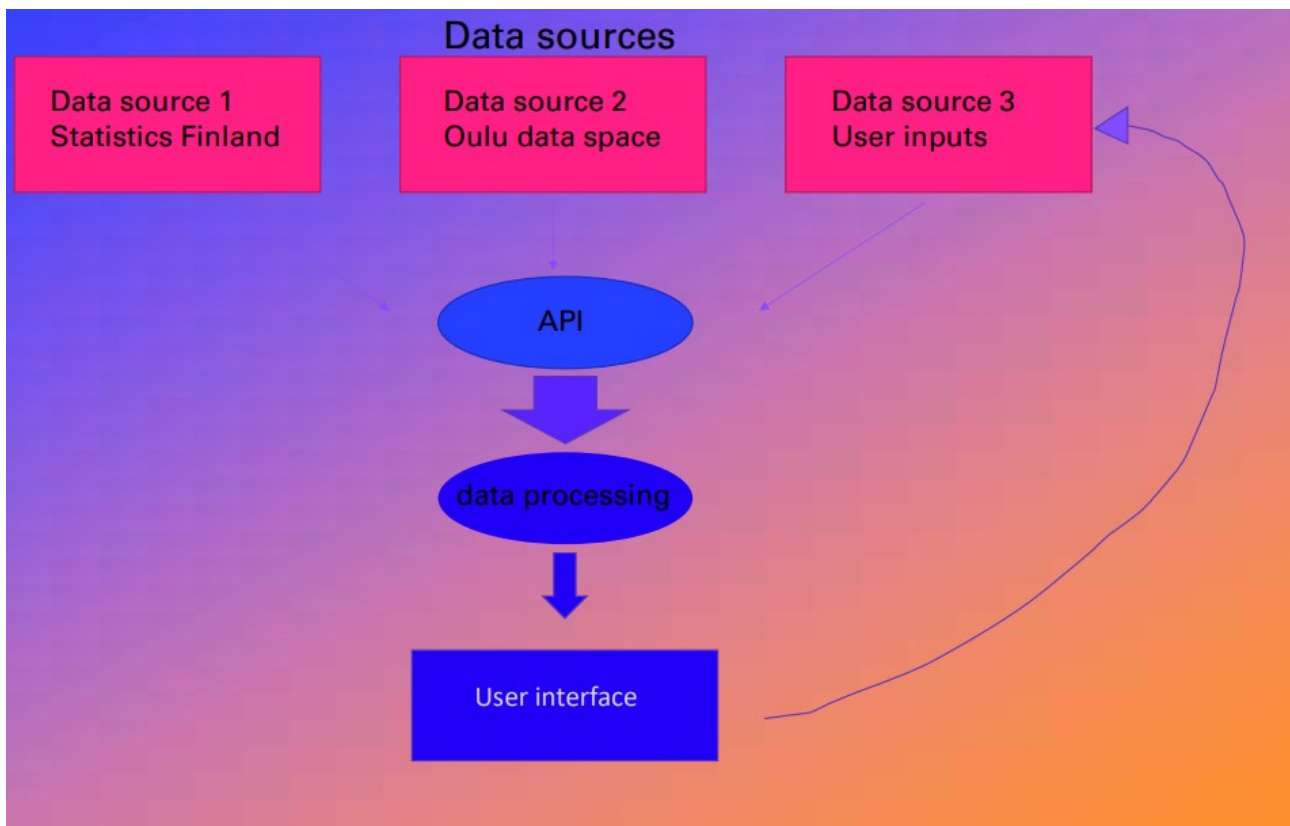 Data sources
Data source 1
Statistics Finland
Data source 2
Oulu data space
Data source 3
User inputs
API
data processing
User interface